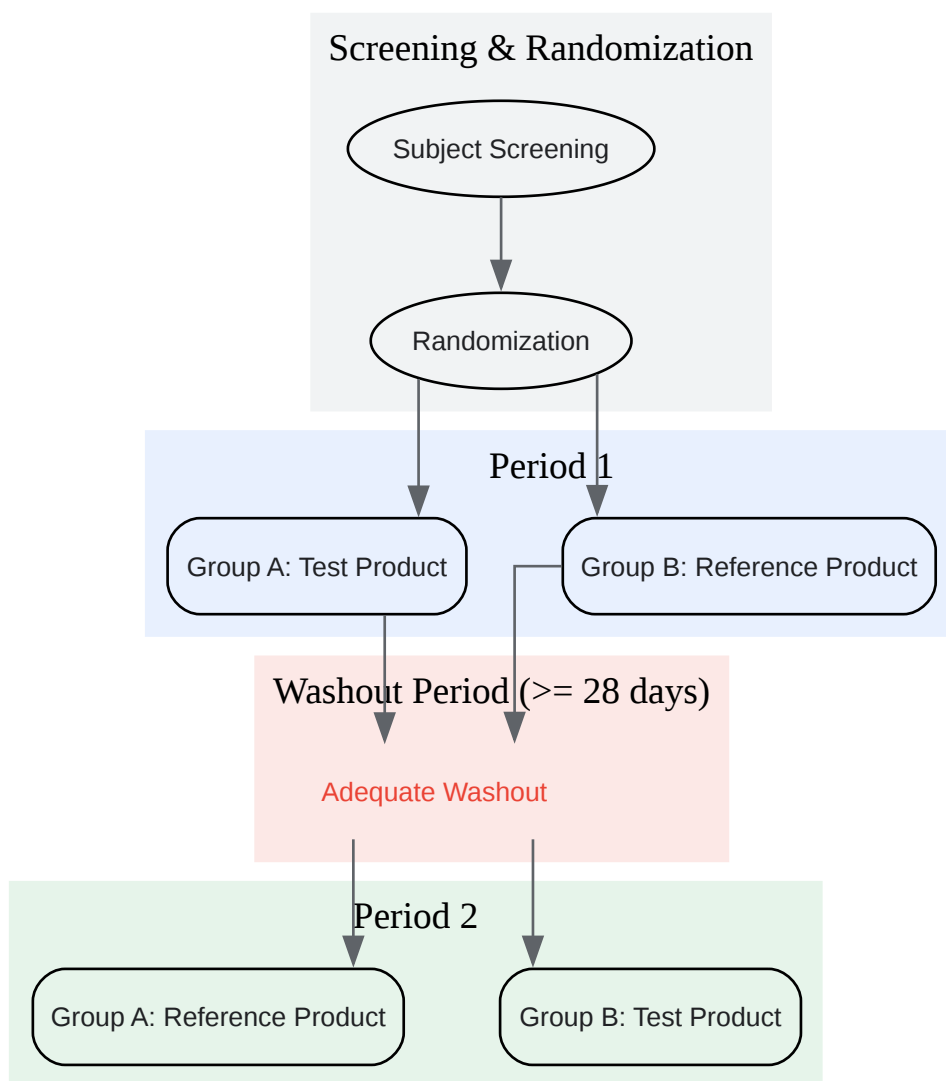 Screening & Randomization
Subject Screening
Randomization
Period 1
Group A: Test Product
Group B: Reference Product
Washout Period (>= 28 days)
Adequate Washout
Period 2
Group A: Reference Product
Group B: Test Product